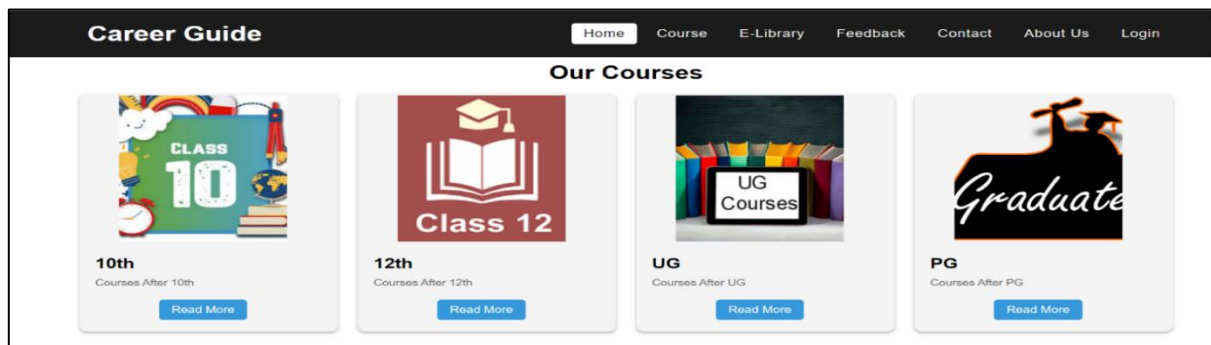 Career Guide
Home Course E-Library Feedback Contact About Us Login
Our Courses
CLASS
10
Class 12
UG
Courses
Graduate
10th
Courses After 10th
Read More
12th
Courses After 12th
Read More
UG
Courses After UG
Read More
PG
Courses After PG
Read More